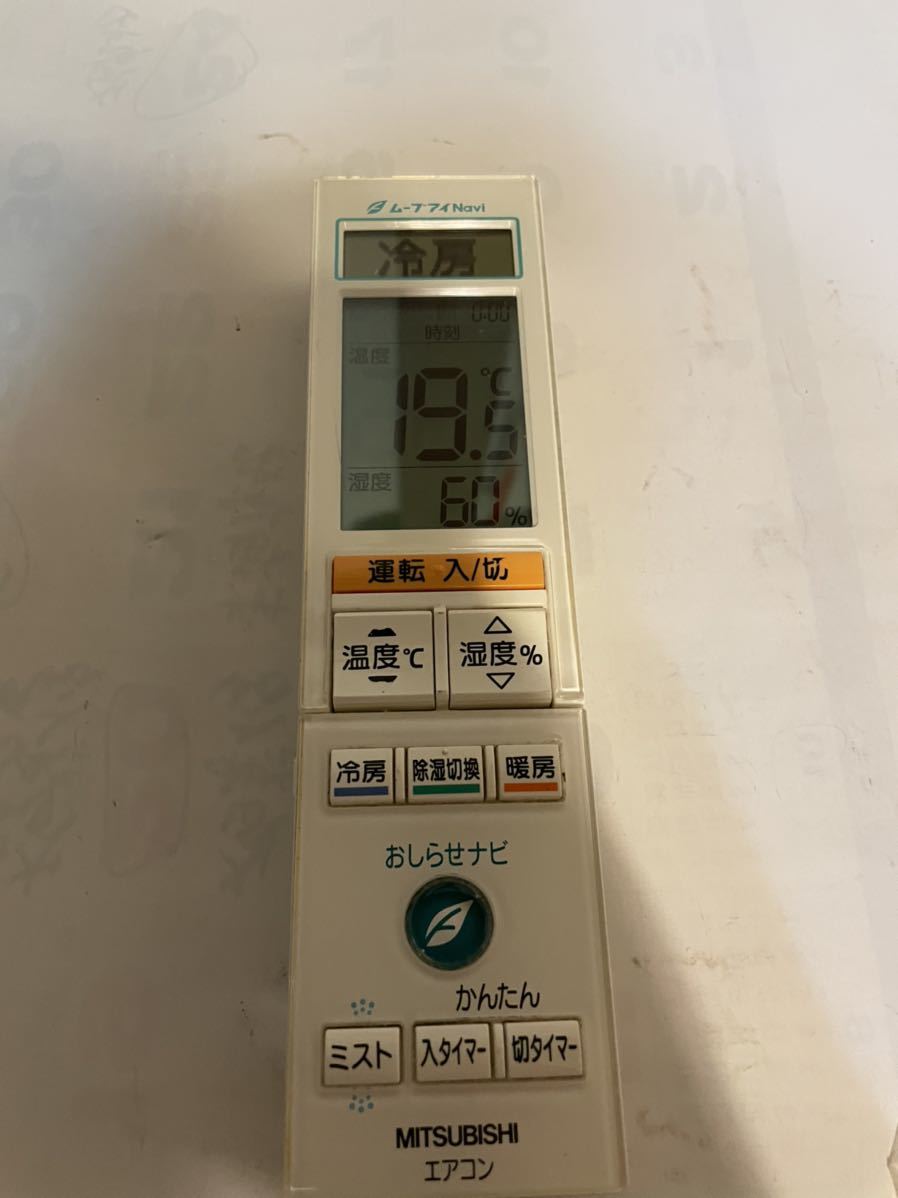 ムーブアイNavi
冷房
0:00
時刻
温度
19.5℃
湿度
60%
運転 入/切
温度℃
湿度%
冷房 除湿切換 暖房
おしらせナビ
かんたん
ミスト 入タイマー 切タイマー
MITSUBISHI
エアコン